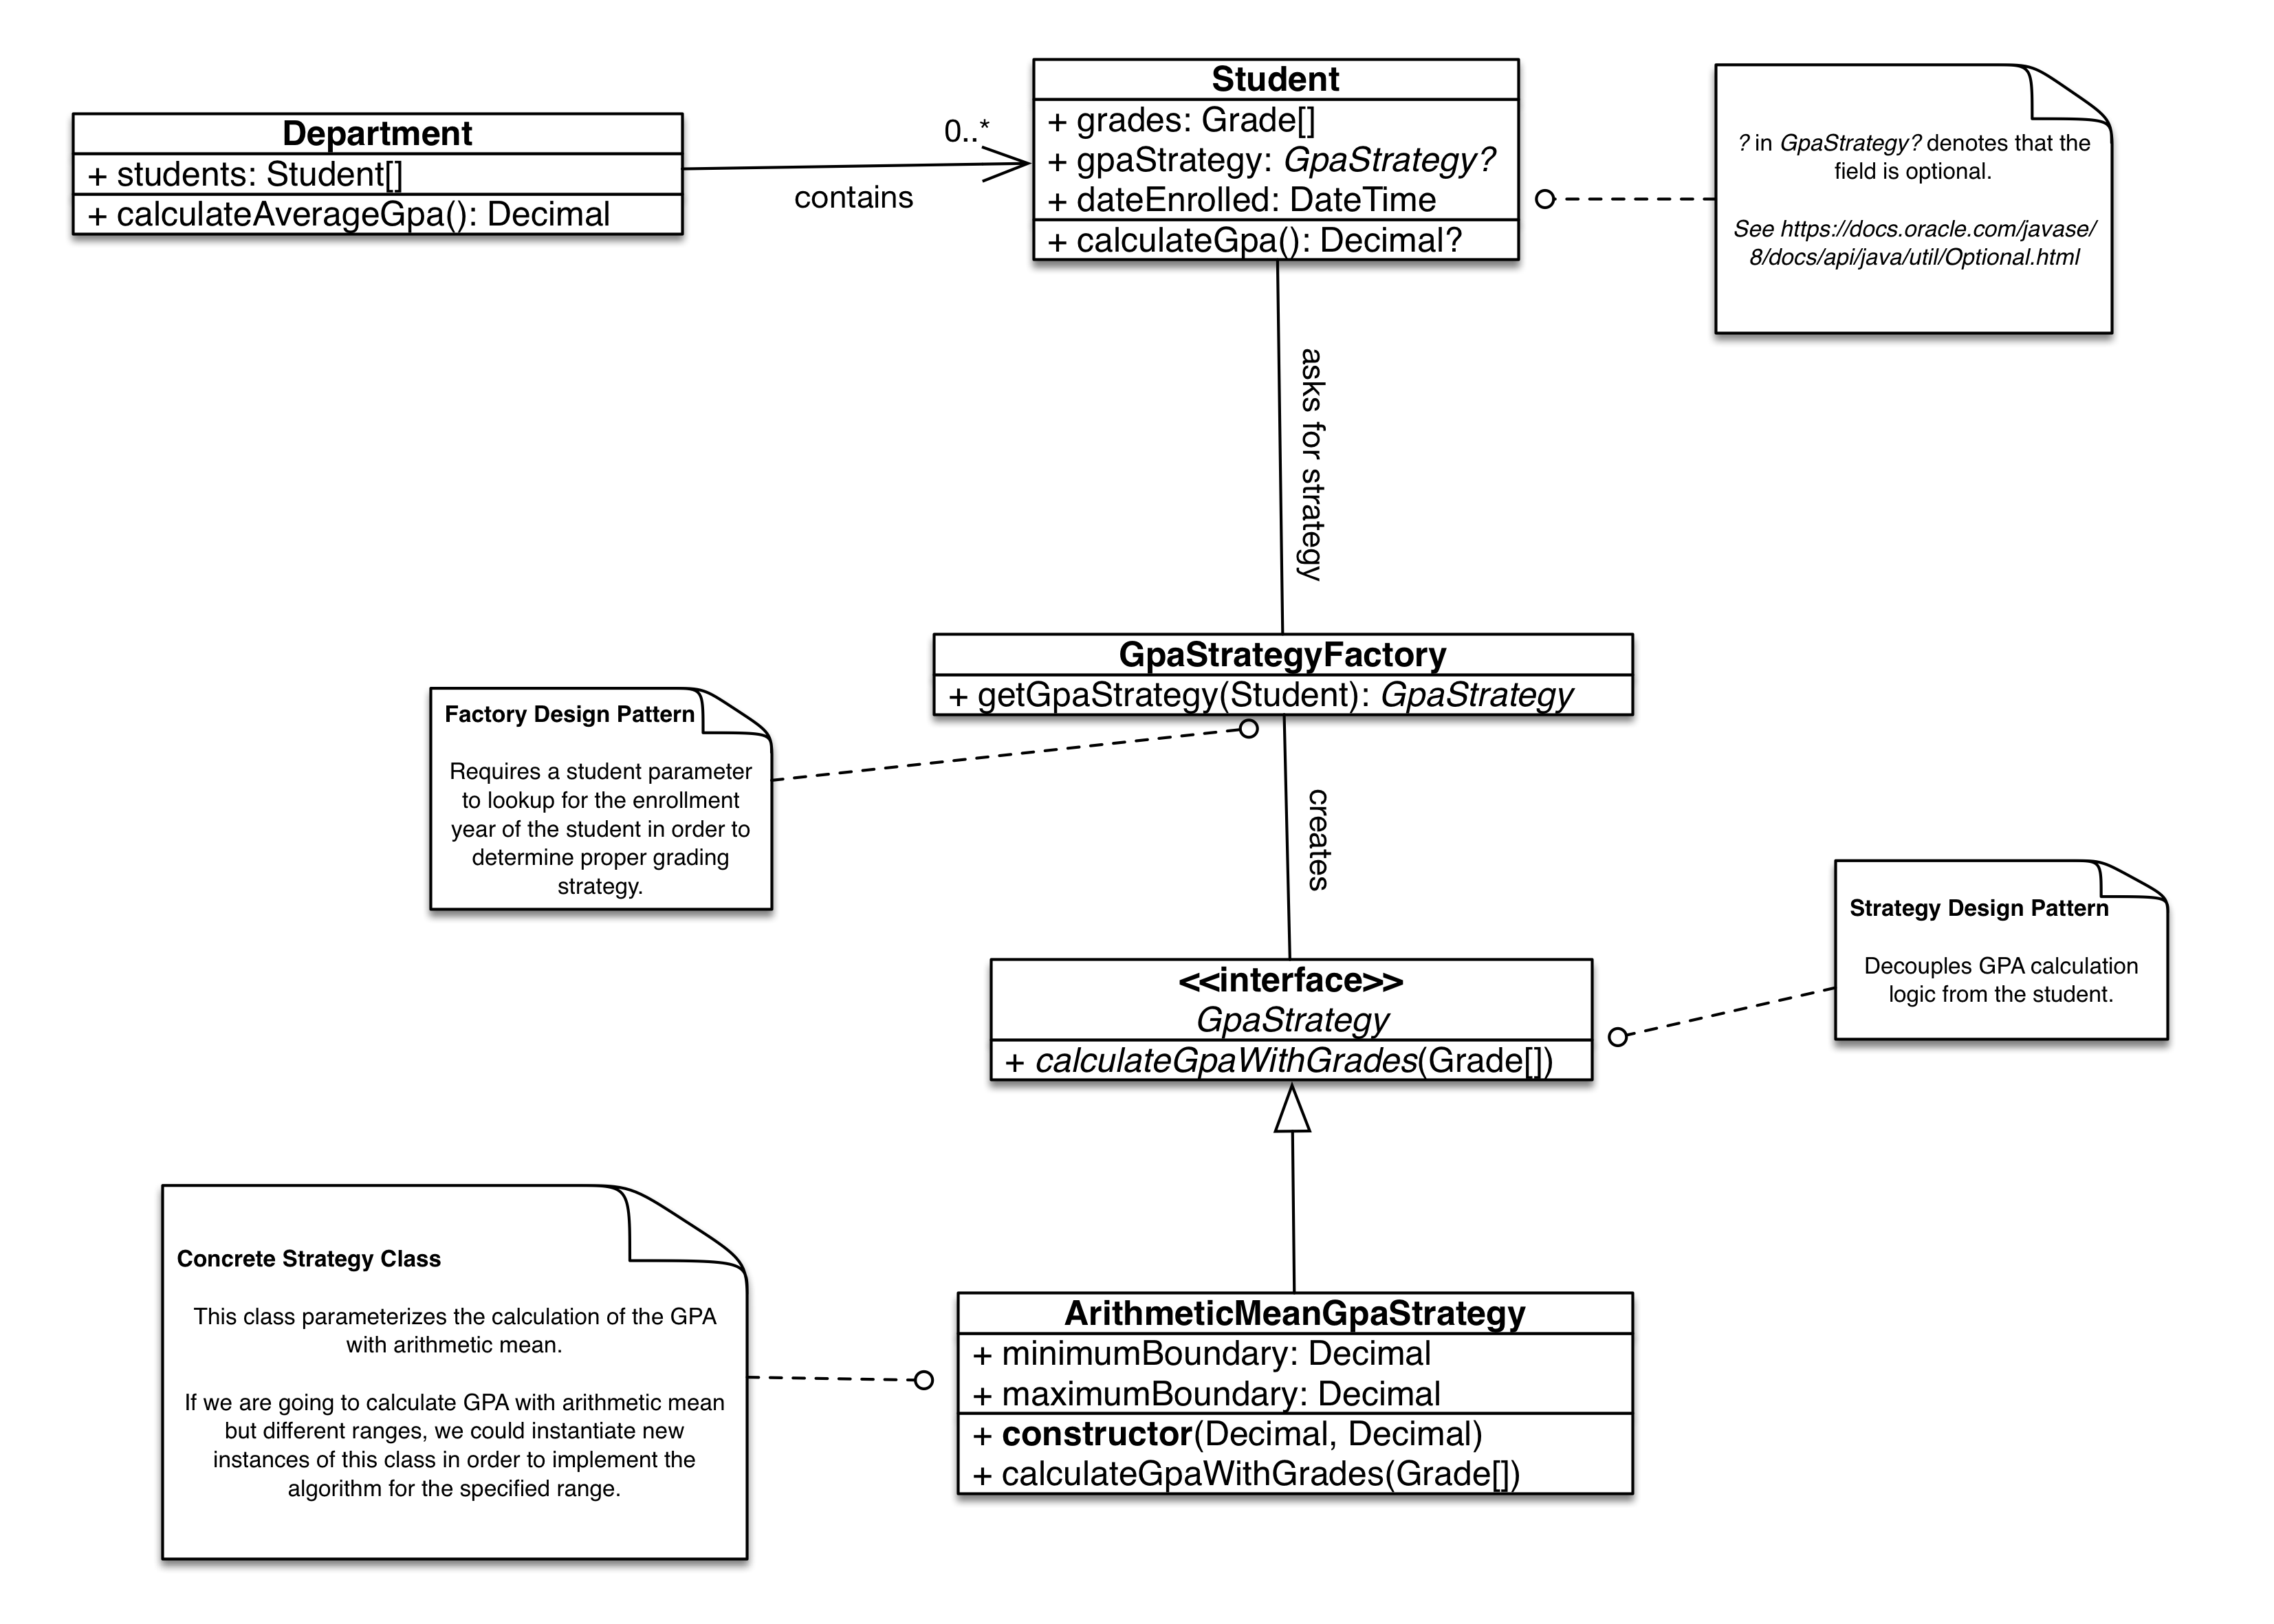 Department
+ students: Student[]
+ calculateAverageGpa(): Decimal
0..*
contains
Student
+ grades: Grade[]
+ gpaStrategy: GpaStrategy?
+ dateEnrolled: DateTime
+ calculateGpa(): Decimal?
? in GpaStrategy? denotes that the
field is optional.
See https://docs.oracle.com/javase/
8/docs/api/java/util/Optional.html
asks for strategy
GpaStrategyFactory
+ getGpaStrategy(Student): GpaStrategy
Factory Design Pattern
Requires a student parameter
to lookup for the enrollment
year of the student in order to
determine proper grading
strategy.
creates
Strategy Design Pattern
Decouples GPA calculation
logic from the student.
<<interface>>
GpaStrategy
+ calculateGpaWithGrades(Grade[])
Concrete Strategy Class
This class parameterizes the calculation of the GPA
with arithmetic mean.
If we are going to calculate GPA with arithmetic mean
but different ranges, we could instantiate new
instances of this class in order to implement the
algorithm for the specified range.
ArithmeticMeanGpaStrategy
+ minimumBoundary: Decimal
+ maximumBoundary: Decimal
+ constructor(Decimal, Decimal)
+ calculateGpaWithGrades(Grade[])